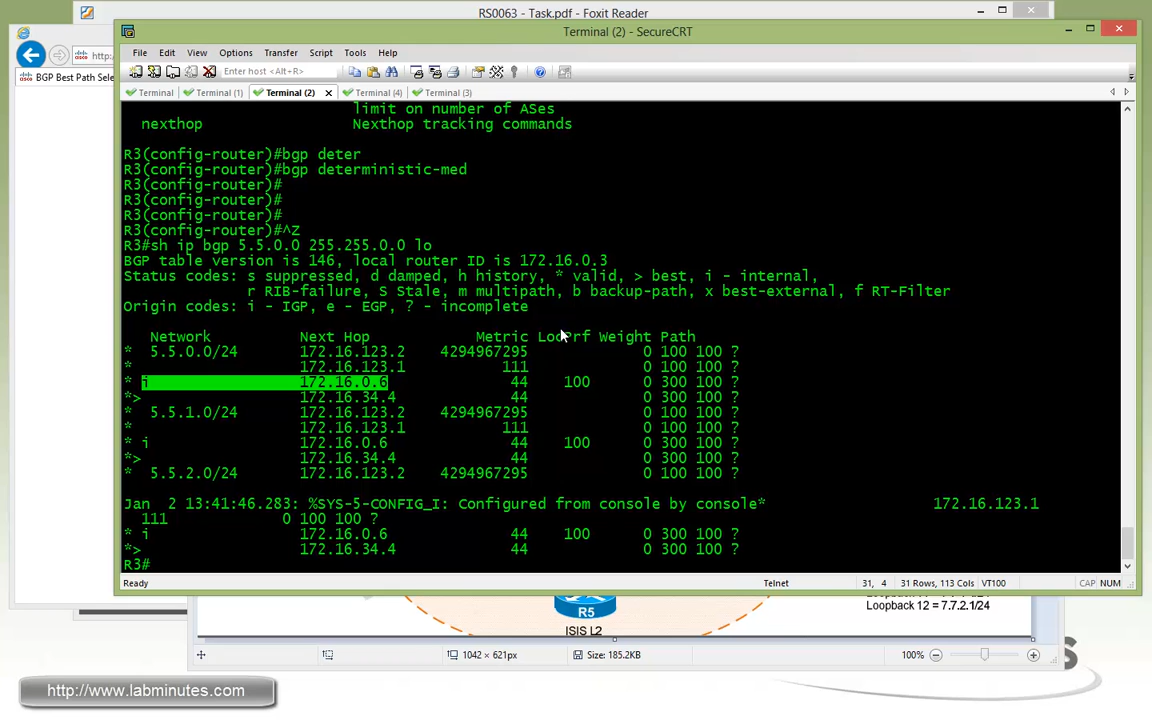 RS0063 - Task.pdf - Foxit Reader
Terminal (2) - SecureCRT
http:
BGP Best Path Sele
File Edit View Options Transfer Script Tools Help
Enter host <Alt+R>
Terminal Terminal (1) Terminal (2) Terminal (4) Terminal (3)
limit on number of ASes
nexthop Nexthop tracking commands
R3(config-router)#bgp deter
R3(config-router)#bgp deterministic-med
R3(config-router)#
R3(config-router)#
R3(config-router)#
R3(config-router)#^Z
R3#sh ip bgp 5.5.0.0 255.255.0.0 lo
BGP table version is 146, local router ID is 172.16.0.3
Status codes: s suppressed, d damped, h history, * valid, > best, i - internal,
r RIB-failure, S Stale, m multipath, b backup-path, x best-external, f RT-Filter
Origin codes: i - IGP, e - EGP, ? - incomplete
Network Next Hop Metric LocPrf Weight Path
* 5.5.0.0/24 172.16.123.2 4294967295 0 100 100 ?
* 172.16.123.1 111 0 100 100 ?
* i 172.16.0.6 44 100 0 300 100 ?
*> 172.16.34.4 44 0 300 100 ?
* 5.5.1.0/24 172.16.123.2 4294967295 0 100 100 ?
* 172.16.123.1 111 0 100 100 ?
* i 172.16.0.6 44 100 0 300 100 ?
*> 172.16.34.4 44 0 300 100 ?
* 5.5.2.0/24 172.16.123.2 4294967295 0 100 100 ?
Jan 2 13:41:46.283: %SYS-5-CONFIG_I: Configured from console by console* 172.16.123.1
111 0 100 100 ?
* i 172.16.0.6 44 100 0 300 100 ?
*> 172.16.34.4 44 0 300 100 ?
R3#
Ready Telnet 31, 4 31 Rows, 113 Cols VT100 CAP NUM
R5
ISIS L2
Loopback 12 = 7.7.2.1/24
1042 × 621px Size: 185.2KB 100%
http://www.labminutes.com